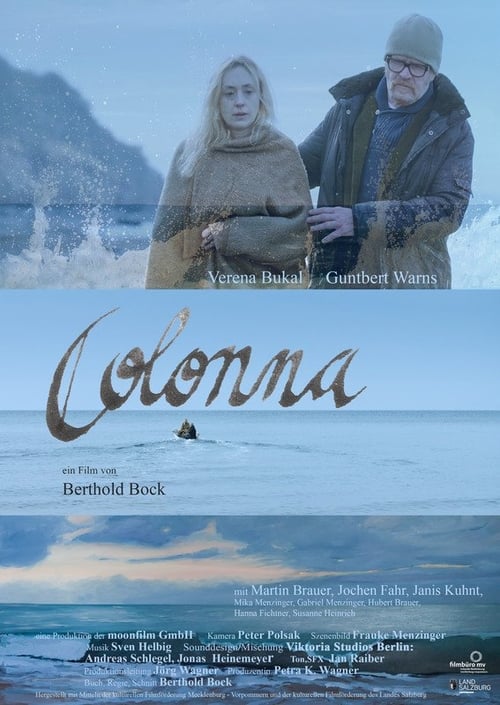 Verena Bukal Guntbert Warns
Colonna
ein Film von
Berthold Bock
mit Martin Brauer, Jochen Fahr, Janis Kuhnt,
Mika Menzinger, Gabriel Menzinger, Hubert Brauer,
Hanna Fichtner, Susanne Heinrich
eine Produktion der moonfilm GmbH Kamera Peter Polsak Szenenbild Frauke Menzinger
Musik Sven Helbig Sounddesign/Mischung Viktoria Studios Berlin:
Andreas Schlegel, Jonas Heinemeyer Ton,SFX Jan Raiber
Produktionsleitung Jörg Wagner Produzentin Petra K. Wagner
Buch, Regie, Schnitt Berthold Bock
Hergestellt mit Mitteln der kulturellen Filmförderung Mecklenburg - Vorpommern und der kulturellen Filmförderung des Landes Salzburg
filmbüro mv
LAND
SALZBURG